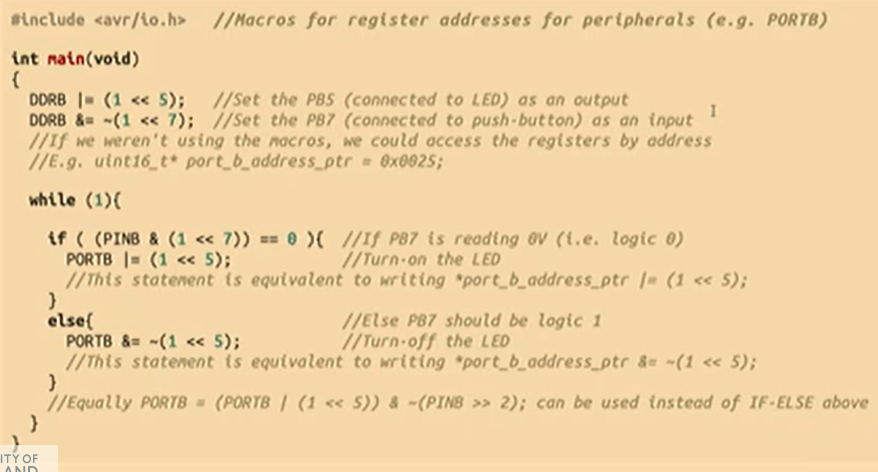 #include <avr/io.h>   //Macros for register addresses for peripherals (e.g. PORTB)
int main(void)
{
  DDRB |= (1 << 5);   //Set the PB5 (connected to LED) as an output
  DDRB &= ~(1 << 7);  //Set the PB7 (connected to push-button) as an input
  //If we weren't using the macros, we could access the registers by address
  //E.g. uint16_t* port_b_address_ptr = 0x0025;
  while (1){
    if ( (PINB & (1 << 7)) == 0 ){  //If PB7 is reading 0V (i.e. logic 0)
      PORTB |= (1 << 5);            //Turn-on the LED
      //This statement is equivalent to writing *port_b_address_ptr |= (1 << 5);
    }
    else{                           //Else PB7 should be logic 1
      PORTB &= ~(1 << 5);           //Turn-off the LED
      //This statement is equivalent to writing *port_b_address_ptr &= ~(1 << 5);
    }
    //Equally PORTB = (PORTB | (1 << 5)) & ~(PINB >> 2); can be used instead of IF-ELSE above
  }
}
ITY OF